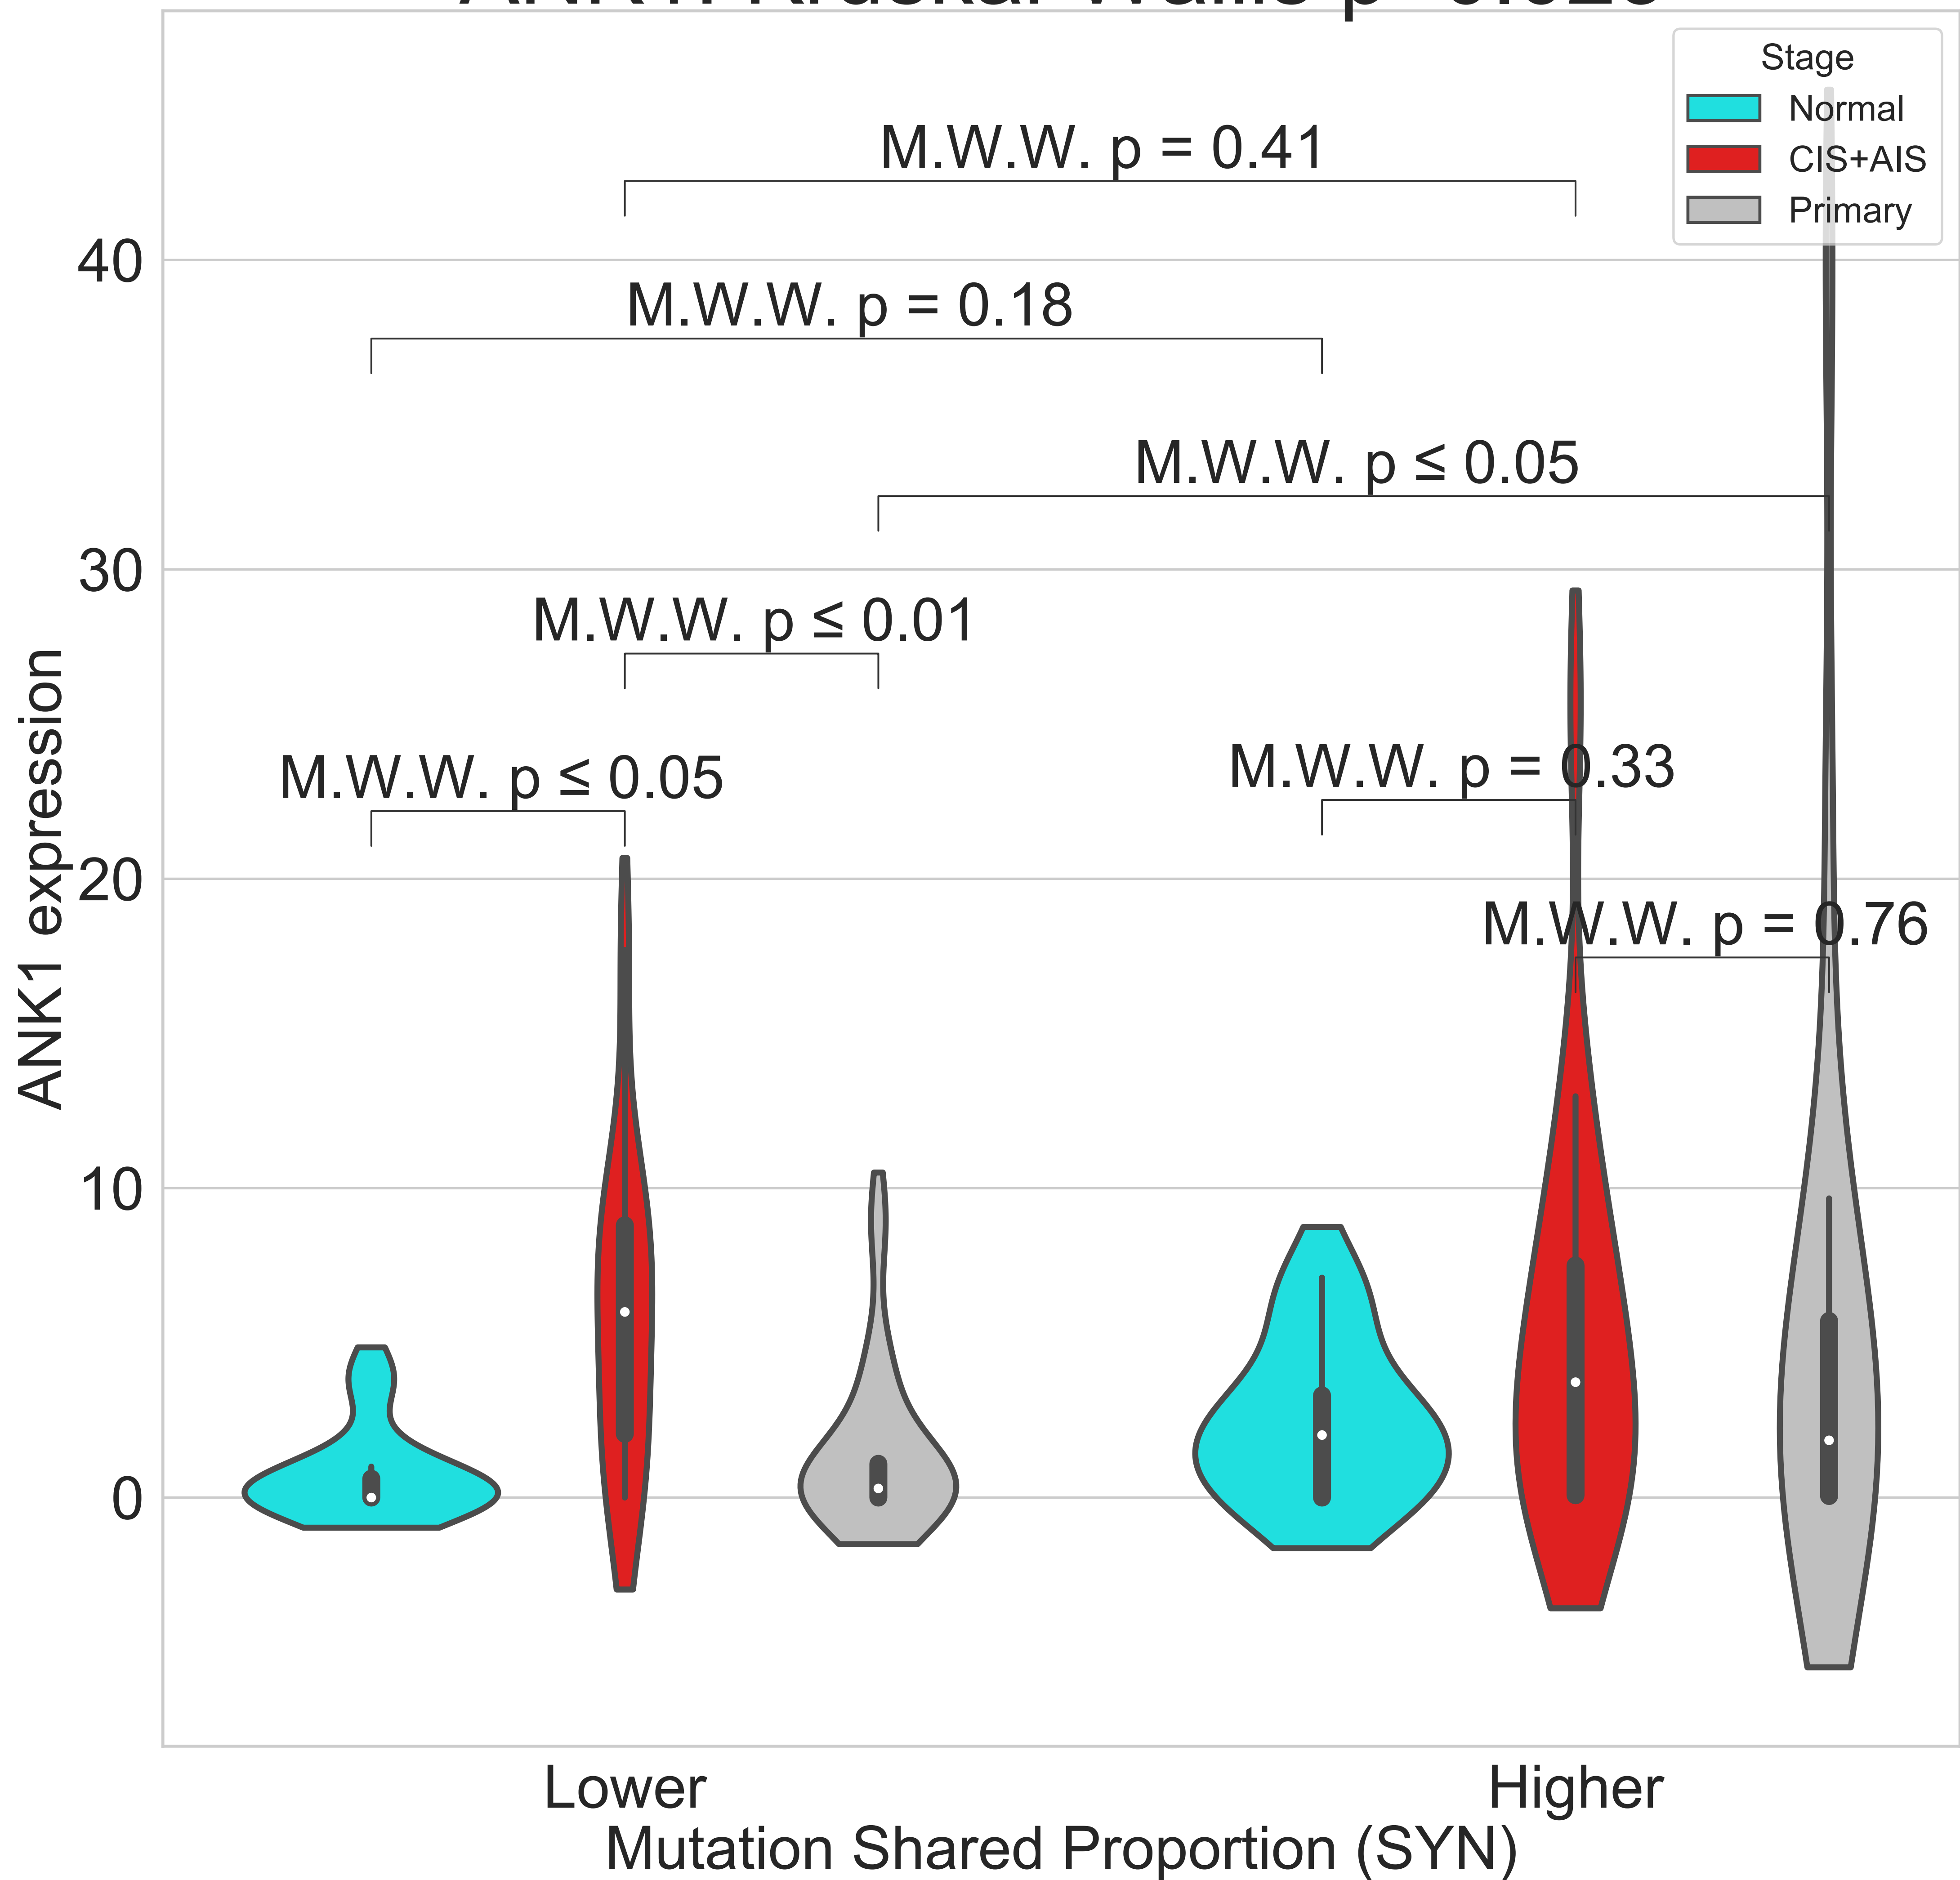 Stage
Normal
CIS+AIS
Primary
M.W.W. p = 0.41
40
M.W.W. p = 0.18
M.W.W. p ≤ 0.05
30
M.W.W. p ≤ 0.01
M.W.W. p = 0.33
M.W.W. p ≤ 0.05
20
M.W.W. p = 0.76
ANK1 expression
10
0
Lower
Higher
Mutation Shared Proportion (SYN)